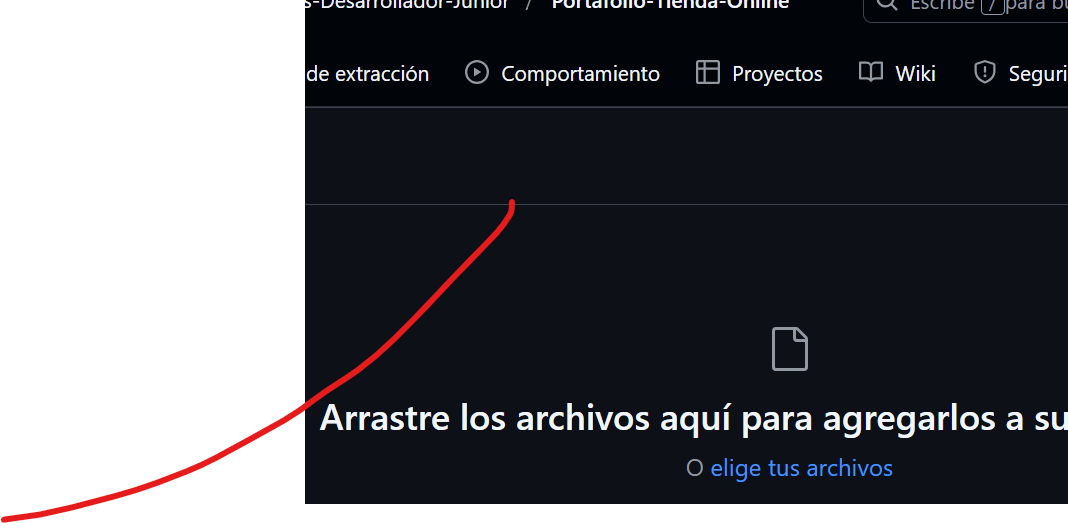 s-Desarrollador-Junior / Portafolio-Tienda-Online
Escribe / para bu
de extracción Comportamiento Proyectos Wiki Seguri
Arrastre los archivos aquí para agregarlos a su
O elige tus archivos